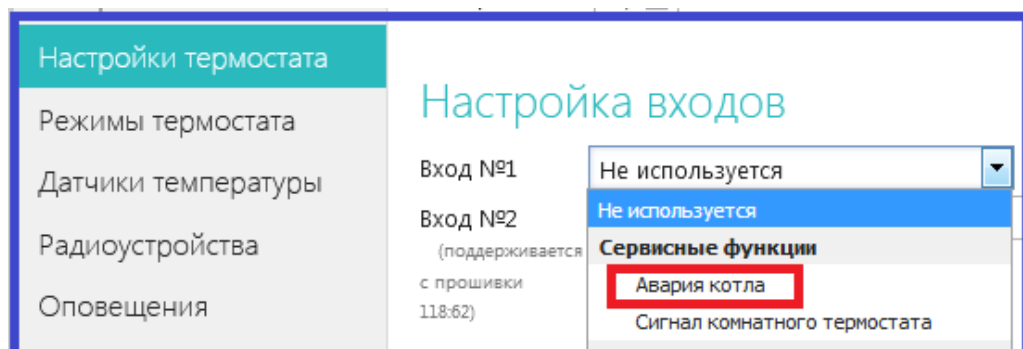 Настройки термостата
Режимы термостата
Датчики температуры
Радиоустройства
Оповещения
Настройка входов
Вход №1
Не используется
Вход №2
(поддерживается
с прошивки
118:62)
Не используется
Сервисные функции
Авария котла
Сигнал комнатного термостата